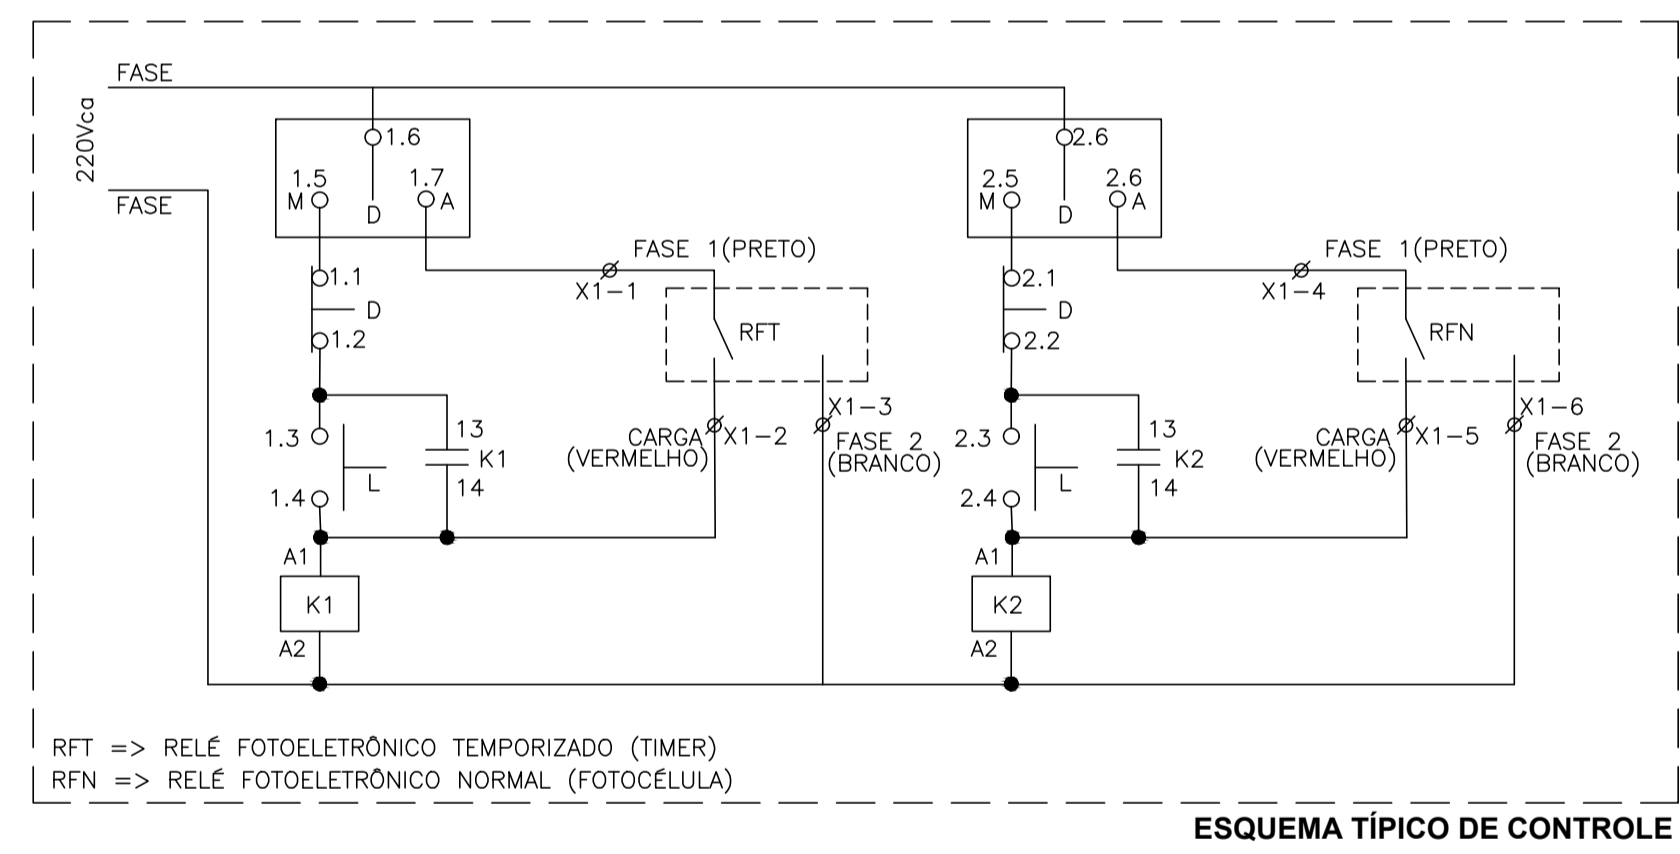 FASE
220Vca
FASE
1.6
1.5
1.7
M
D
A
2.6
2.5
2.6
M
D
A
FASE 1(PRETO)
FASE 1(PRETO)
1.1
X1-1
D
1.2
RFT
2.1
X1-4
D
2.2
RFN
1.3
13
K1
14
1.4
L
CARGA
(VERMELHO)
X1-2
X1-3
FASE 2
(BRANCO)
2.3
13
K2
14
2.4
L
CARGA
(VERMELHO)
X1-5
X1-6
FASE 2
(BRANCO)
A1
K1
A2
A1
K2
A2
RFT => RELÉ FOTOELETRÔNICO TEMPORIZADO (TIMER)
RFN => RELÉ FOTOELETRÔNICO NORMAL (FOTOCÉLULA)
ESQUEMA TÍPICO DE CONTROLE